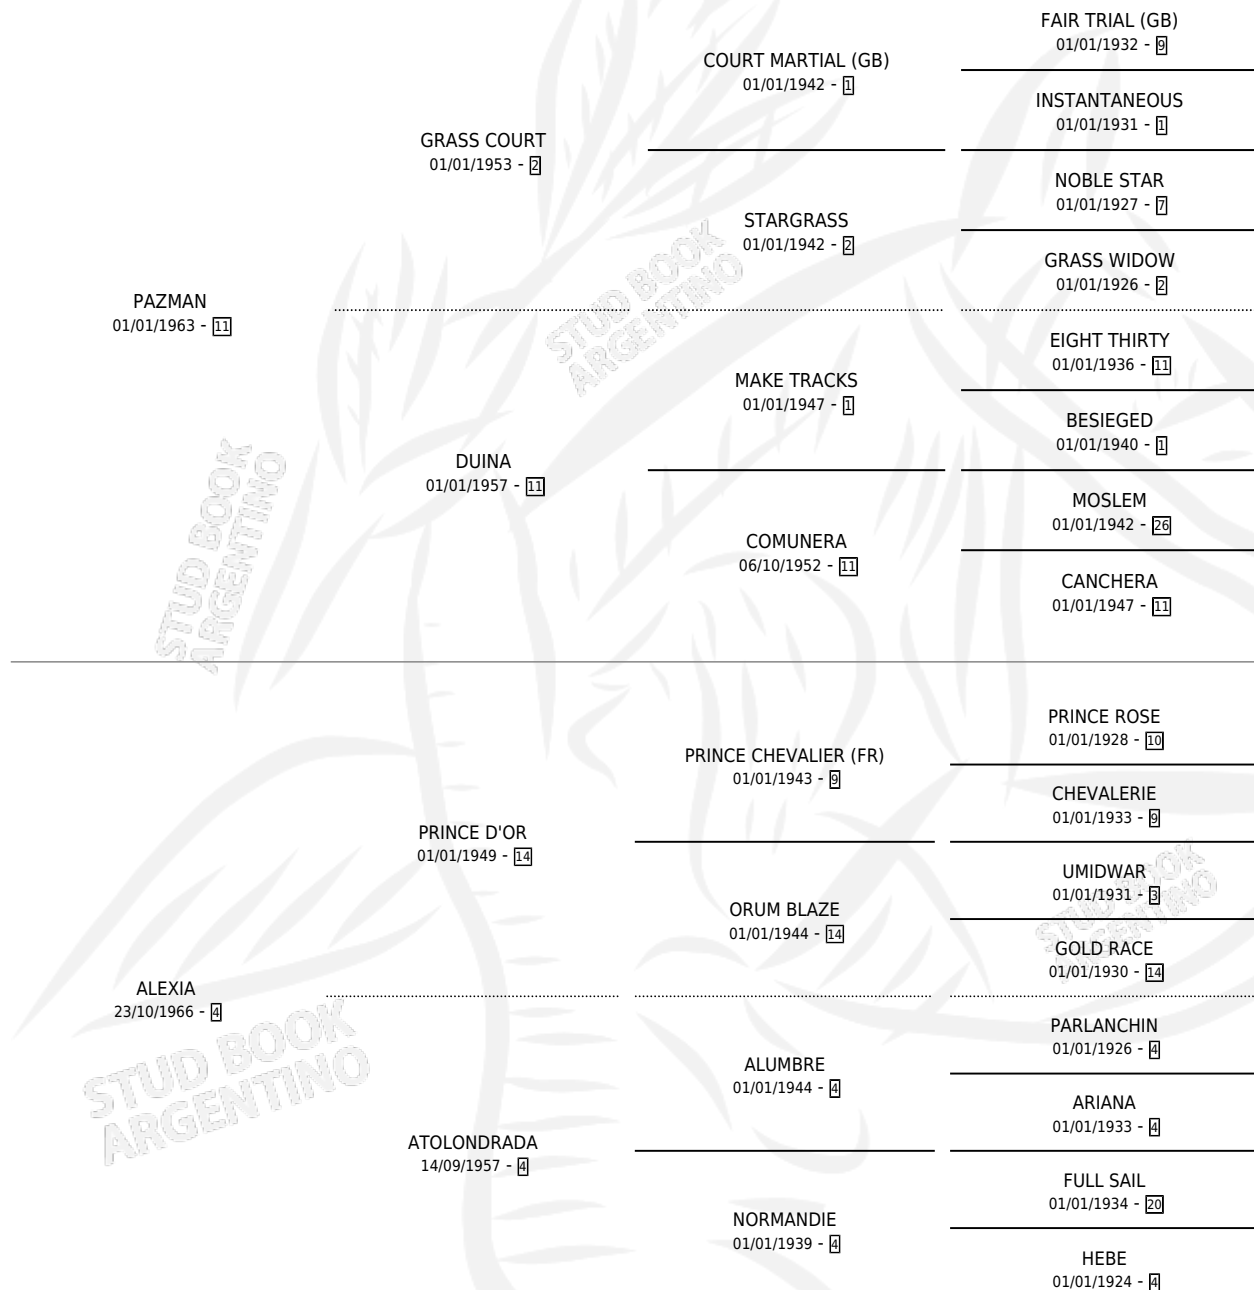 FAIR TRIAL (GB)
01/01/1932 - 9
COURT MARTIAL (GB)
01/01/1942 - 1
INSTANTANEOUS
01/01/1931 - 1
GRASS COURT
01/01/1953 - 2
NOBLE STAR
01/01/1927 - 7
STARGRASS
01/01/1942 - 2
GRASS WIDOW
01/01/1926 - 2
PAZMAN
01/01/1963 - 11
EIGHT THIRTY
01/01/1936 - 11
MAKE TRACKS
01/01/1947 - 1
BESIEGED
01/01/1940 - 1
DUINA
01/01/1957 - 11
MOSLEM
01/01/1942 - 26
COMUNERA
06/10/1952 - 11
CANCHERA
01/01/1947 - 11
PRINCE ROSE
01/01/1928 - 10
PRINCE CHEVALIER (FR)
01/01/1943 - 9
CHEVALERIE
01/01/1933 - 9
PRINCE D'OR
01/01/1949 - 14
UMIDWAR
01/01/1931 - 3
ORUM BLAZE
01/01/1944 - 14
GOLD RACE
01/01/1930 - 14
ALEXIA
23/10/1966 - 4
PARLANCHIN
01/01/1926 - 4
ALUMBRE
01/01/1944 - 4
ARIANA
01/01/1933 - 4
ATOLONDRADA
14/09/1957 - 4
FULL SAIL
01/01/1934 - 20
NORMANDIE
01/01/1939 - 4
HEBE
01/01/1924 - 4
STUD BOOK
ARGENTINO
STUD BOOK
ARGENTINO
STUD BOOK
ARGENTINO
STUD BOOK
ARGENTINO